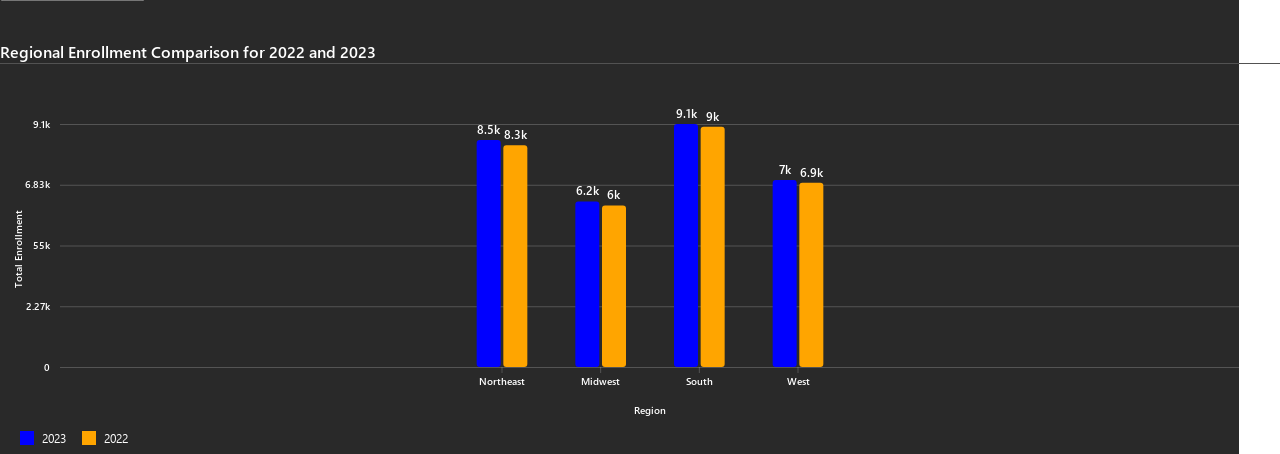 Regional Enrollment Comparison for 2022 and 2023
9.1k
6.83k
55k
2.27k
0
Total Enrollment
8.5k 8.3k
6.2k 6k
9.1k 9k
7k 6.9k
Northeast Midwest South West
Region
2023 2022